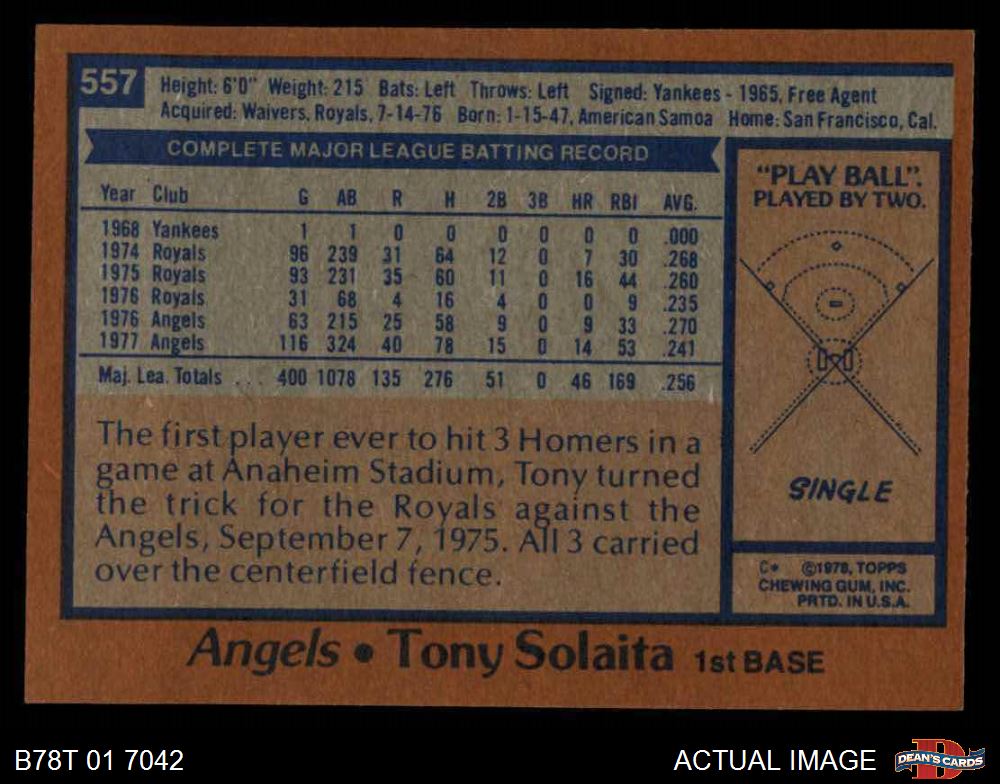 557
Height: 6'0" Weight: 215 Bats: Left Throws: Left Signed: Yankees - 1965, Free Agent
Acquired: Waivers, Royals, 7-14-76 Born: 1-15-47, American Samoa Home: San Francisco, Cal.
COMPLETE MAJOR LEAGUE BATTING RECORD
Year Club G AB R H 2B 3B HR RBI AVG.
1968 Yankees 1 1 0 0 0 0 0 0 .000
1974 Royals 96 239 31 64 12 0 7 30 .268
1975 Royals 93 231 35 60 11 0 16 44 .260
1976 Royals 31 68 4 16 4 0 0 9 .235
1976 Angels 63 215 25 58 9 0 9 33 .270
1977 Angels 116 324 40 78 15 0 14 53 .241
Maj. Lea. Totals ... 400 1078 135 276 51 0 46 169 .256
The first player ever to hit 3 Homers in a
game at Anaheim Stadium, Tony turned
the trick for the Royals against the
Angels, September 7, 1975. All 3 carried
over the centerfield fence.
"PLAY BALL".
PLAYED BY TWO.
SINGLE
C* ©1978, TOPPS
CHEWING GUM, INC.
PRTD. IN U.S.A.
Angels • Tony Solaita 1st BASE
B78T 01 7042
ACTUAL IMAGE
D
DEAN'S CARDS